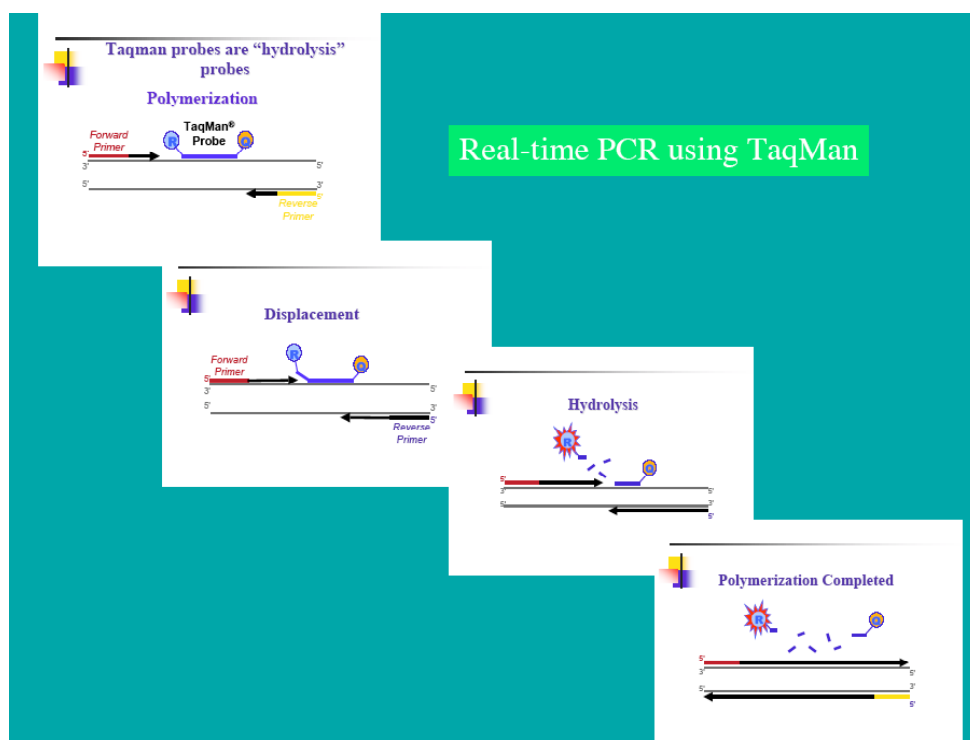 Taqman probes are “hydrolysis”
probes
Polymerization
TaqMan®
Probe
Forward
Primer
R
Q
5'
3'
5'
5'
3'
5'
Reverse
Primer
Real-time PCR using TaqMan
Displacement
R
Q
Forward
Primer
5'
3'
5'
5'
3'
5'
Reverse
Primer
Hydrolysis
R
Q
5'
3'
5'
5'
3'
5'
Polymerization Completed
R
Q
5'
3'
5'
5'
3'
5'